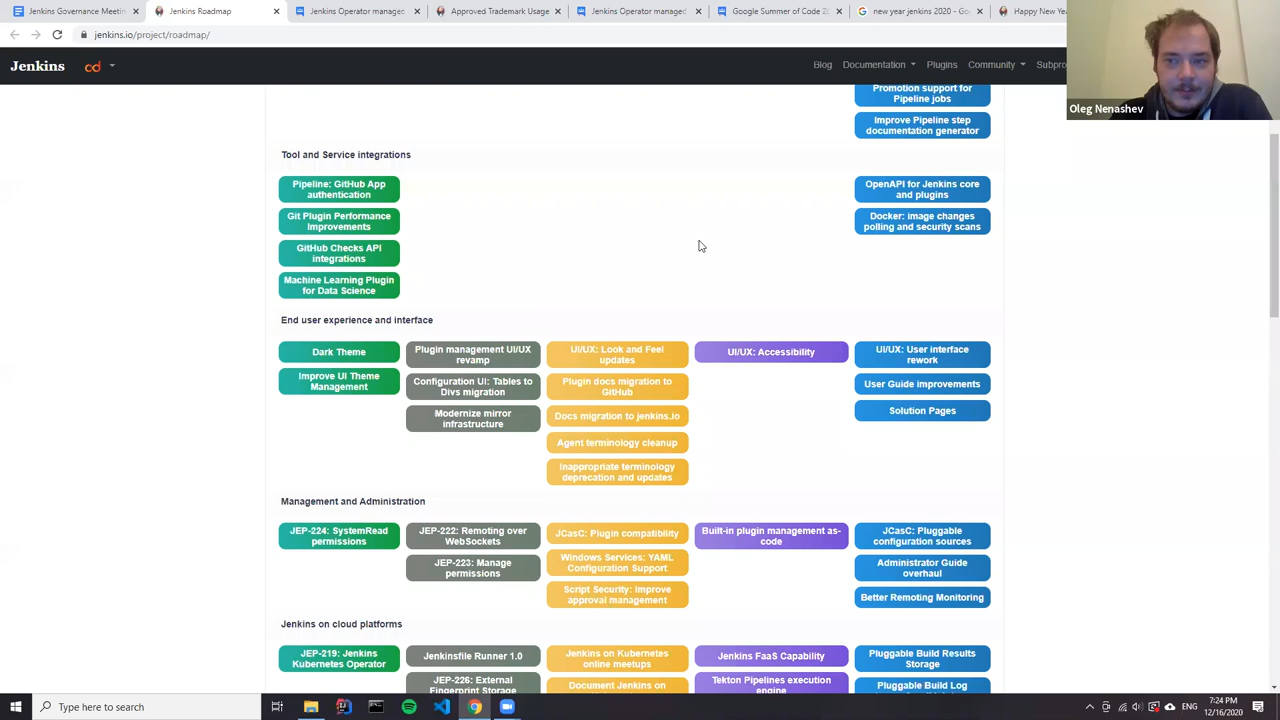 Jenkins Governance Meetin
Jenkins Roadmap
Jenkins Operator managed
Approved Trademark Usage
Jenkins Operator managed
Google Summer of Code 2
new year jenkins 2020 - Go
Happy New Yea
jenkins.io/project/roadmap/
Jenkins
cd
Blog
Documentation
Plugins
Community
Subpro
Oleg Nenashev
Promotion support for
Pipeline jobs
Improve Pipeline step
documentation generator
Tool and Service integrations
Pipeline: GitHub App
authentication
Git Plugin Performance
Improvements
GitHub Checks API
integrations
Machine Learning Plugin
for Data Science
OpenAPI for Jenkins core
and plugins
Docker: image changes
polling and security scans
End user experience and interface
Dark Theme
Improve UI Theme
Management
Plugin management UI/UX
revamp
Configuration UI: Tables to
Divs migration
Modernize mirror
infrastructure
UI/UX: Look and Feel
updates
Plugin docs migration to
GitHub
Docs migration to jenkins.io
Agent terminology cleanup
Inappropriate terminology
deprecation and updates
UI/UX: Accessibility
UI/UX: User interface
rework
User Guide improvements
Solution Pages
Management and Administration
JEP-224: SystemRead
permissions
JEP-222: Remoting over
WebSockets
JEP-223: Manage
permissions
JCasC: Plugin compatibility
Windows Services: YAML
Configuration Support
Script Security: Improve
approval management
Built-in plugin management as-
code
JCasC: Pluggable
configuration sources
Administrator Guide
overhaul
Better Remoting Monitoring
Jenkins on cloud platforms
JEP-219: Jenkins
Kubernetes Operator
Jenkinsfile Runner 1.0
JEP-226: External
Fingerprint Storage
Jenkins on Kubernetes
online meetups
Document Jenkins on
Jenkins FaaS Capability
Tekton Pipelines execution
engine
Pluggable Build Results
Storage
Pluggable Build Log
Type here to search
ENG
7:24 PM
12/16/2020